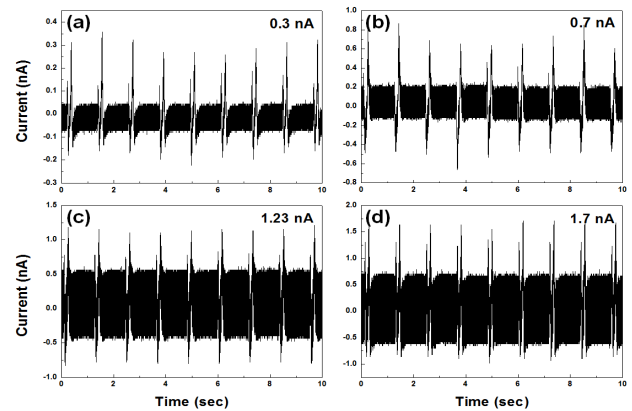 (a) 0.3 nA
0.4
0.3
0.2
0.1
0.0
-0.1
-0.2
-0.3
0 2 4 6 8 10
Current (nA)
(b) 0.7 nA
1.0
0.8
0.6
0.4
0.2
0.0
-0.2
-0.4
-0.6
-0.8
0 2 4 6 8 10
(c) 1.23 nA
1.5
1.0
0.5
0.0
-0.5
-1.0
0 2 4 6 8 10
Current (nA)
Time (sec)
(d) 1.7 nA
2.0
1.5
1.0
0.5
0.0
-0.5
-1.0
0 2 4 6 8 10
Time (sec)